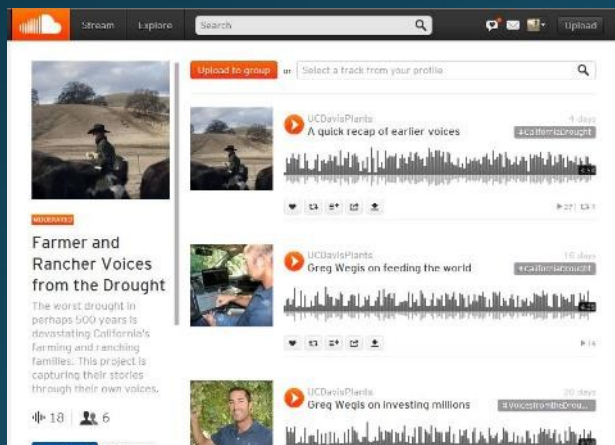 Stream Explore Search Upload
Upload to group or Select a track from your profile
UCDavisPlants 4 days
A quick recap of earlier voices #CaliforniaDrought
MODERATED
Farmer and
Rancher Voices
from the Drought
The worst drought in
perhaps 500 years is
devastating California's
farming and ranching
families. This project is
capturing their stories
through their own voices.
18 6
UCDavisPlants
Greg Wegis on feeding the world #CaliforniaDrought
UCDavisPlants 20 days
Greg Wegis on investing millions #VoicesfromtheDrou...